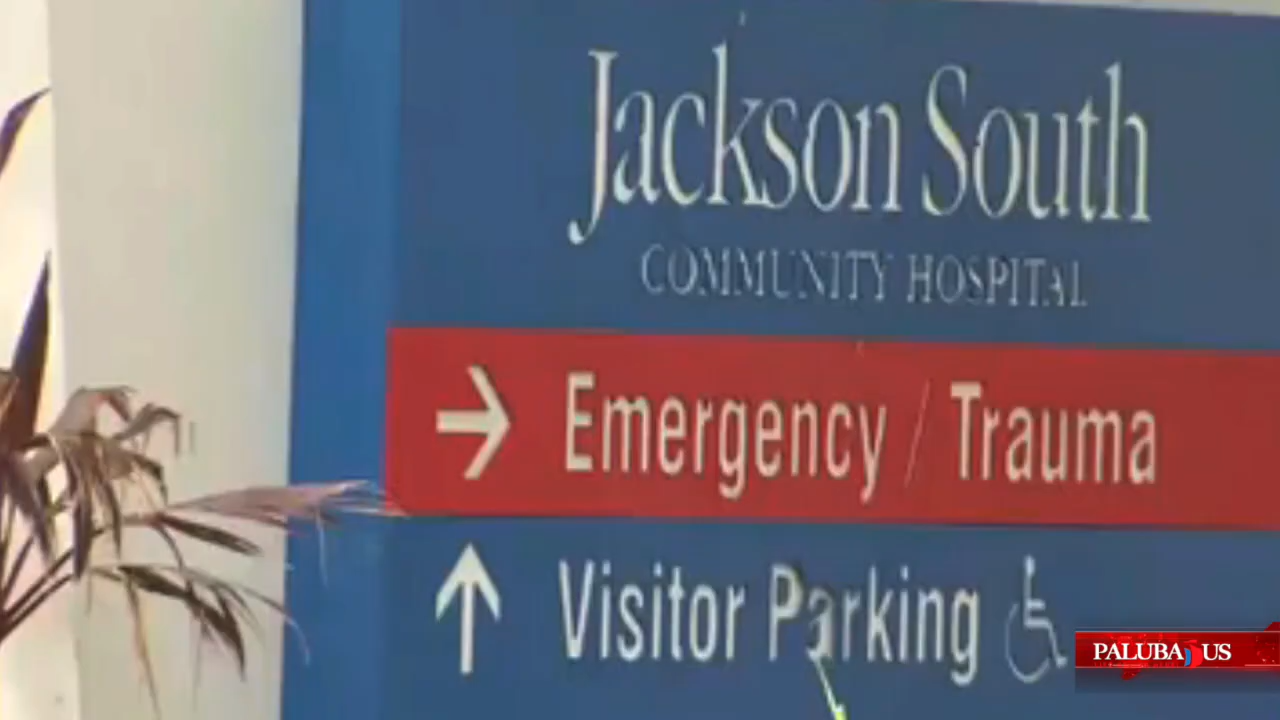 Jackson South
COMMUNITY HOSPITAL
Emergency / Trauma
Visitor Parking
PALUBA US